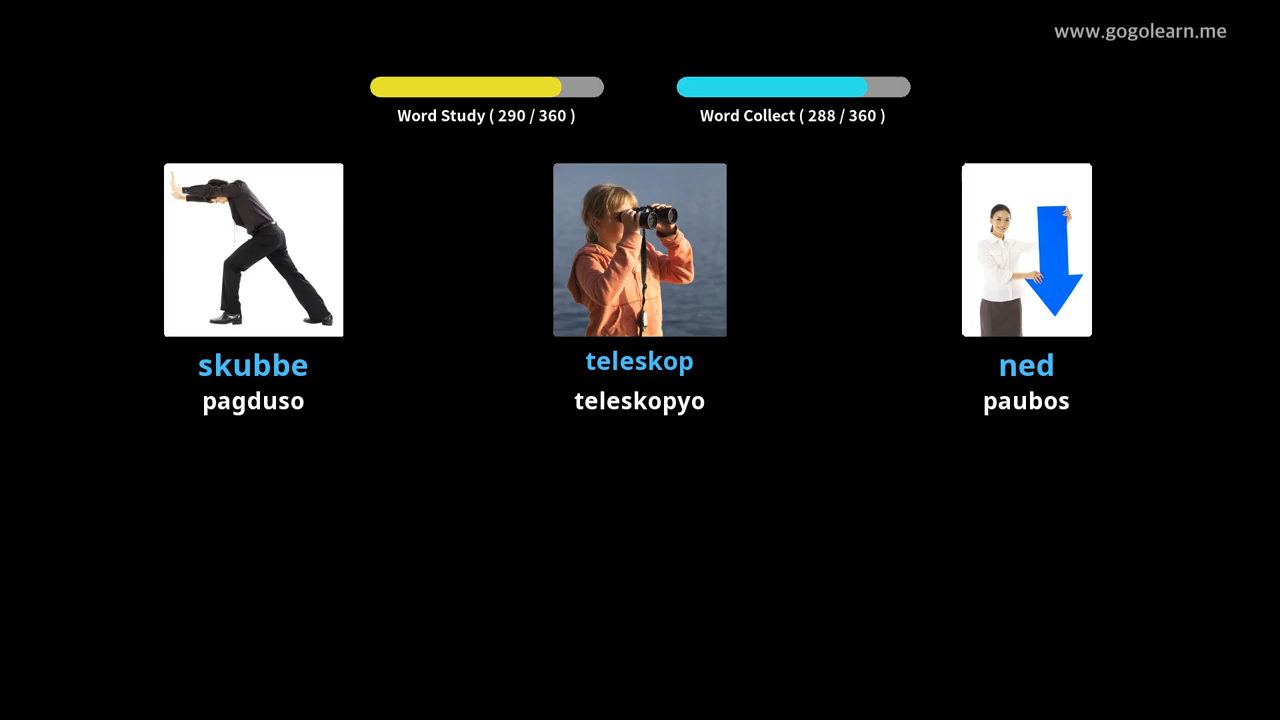 www.gogolearn.me
Word Study ( 290 / 360 )
Word Collect ( 288 / 360 )
skubbe
pagduso
teleskop
teleskopyo
ned
paubos